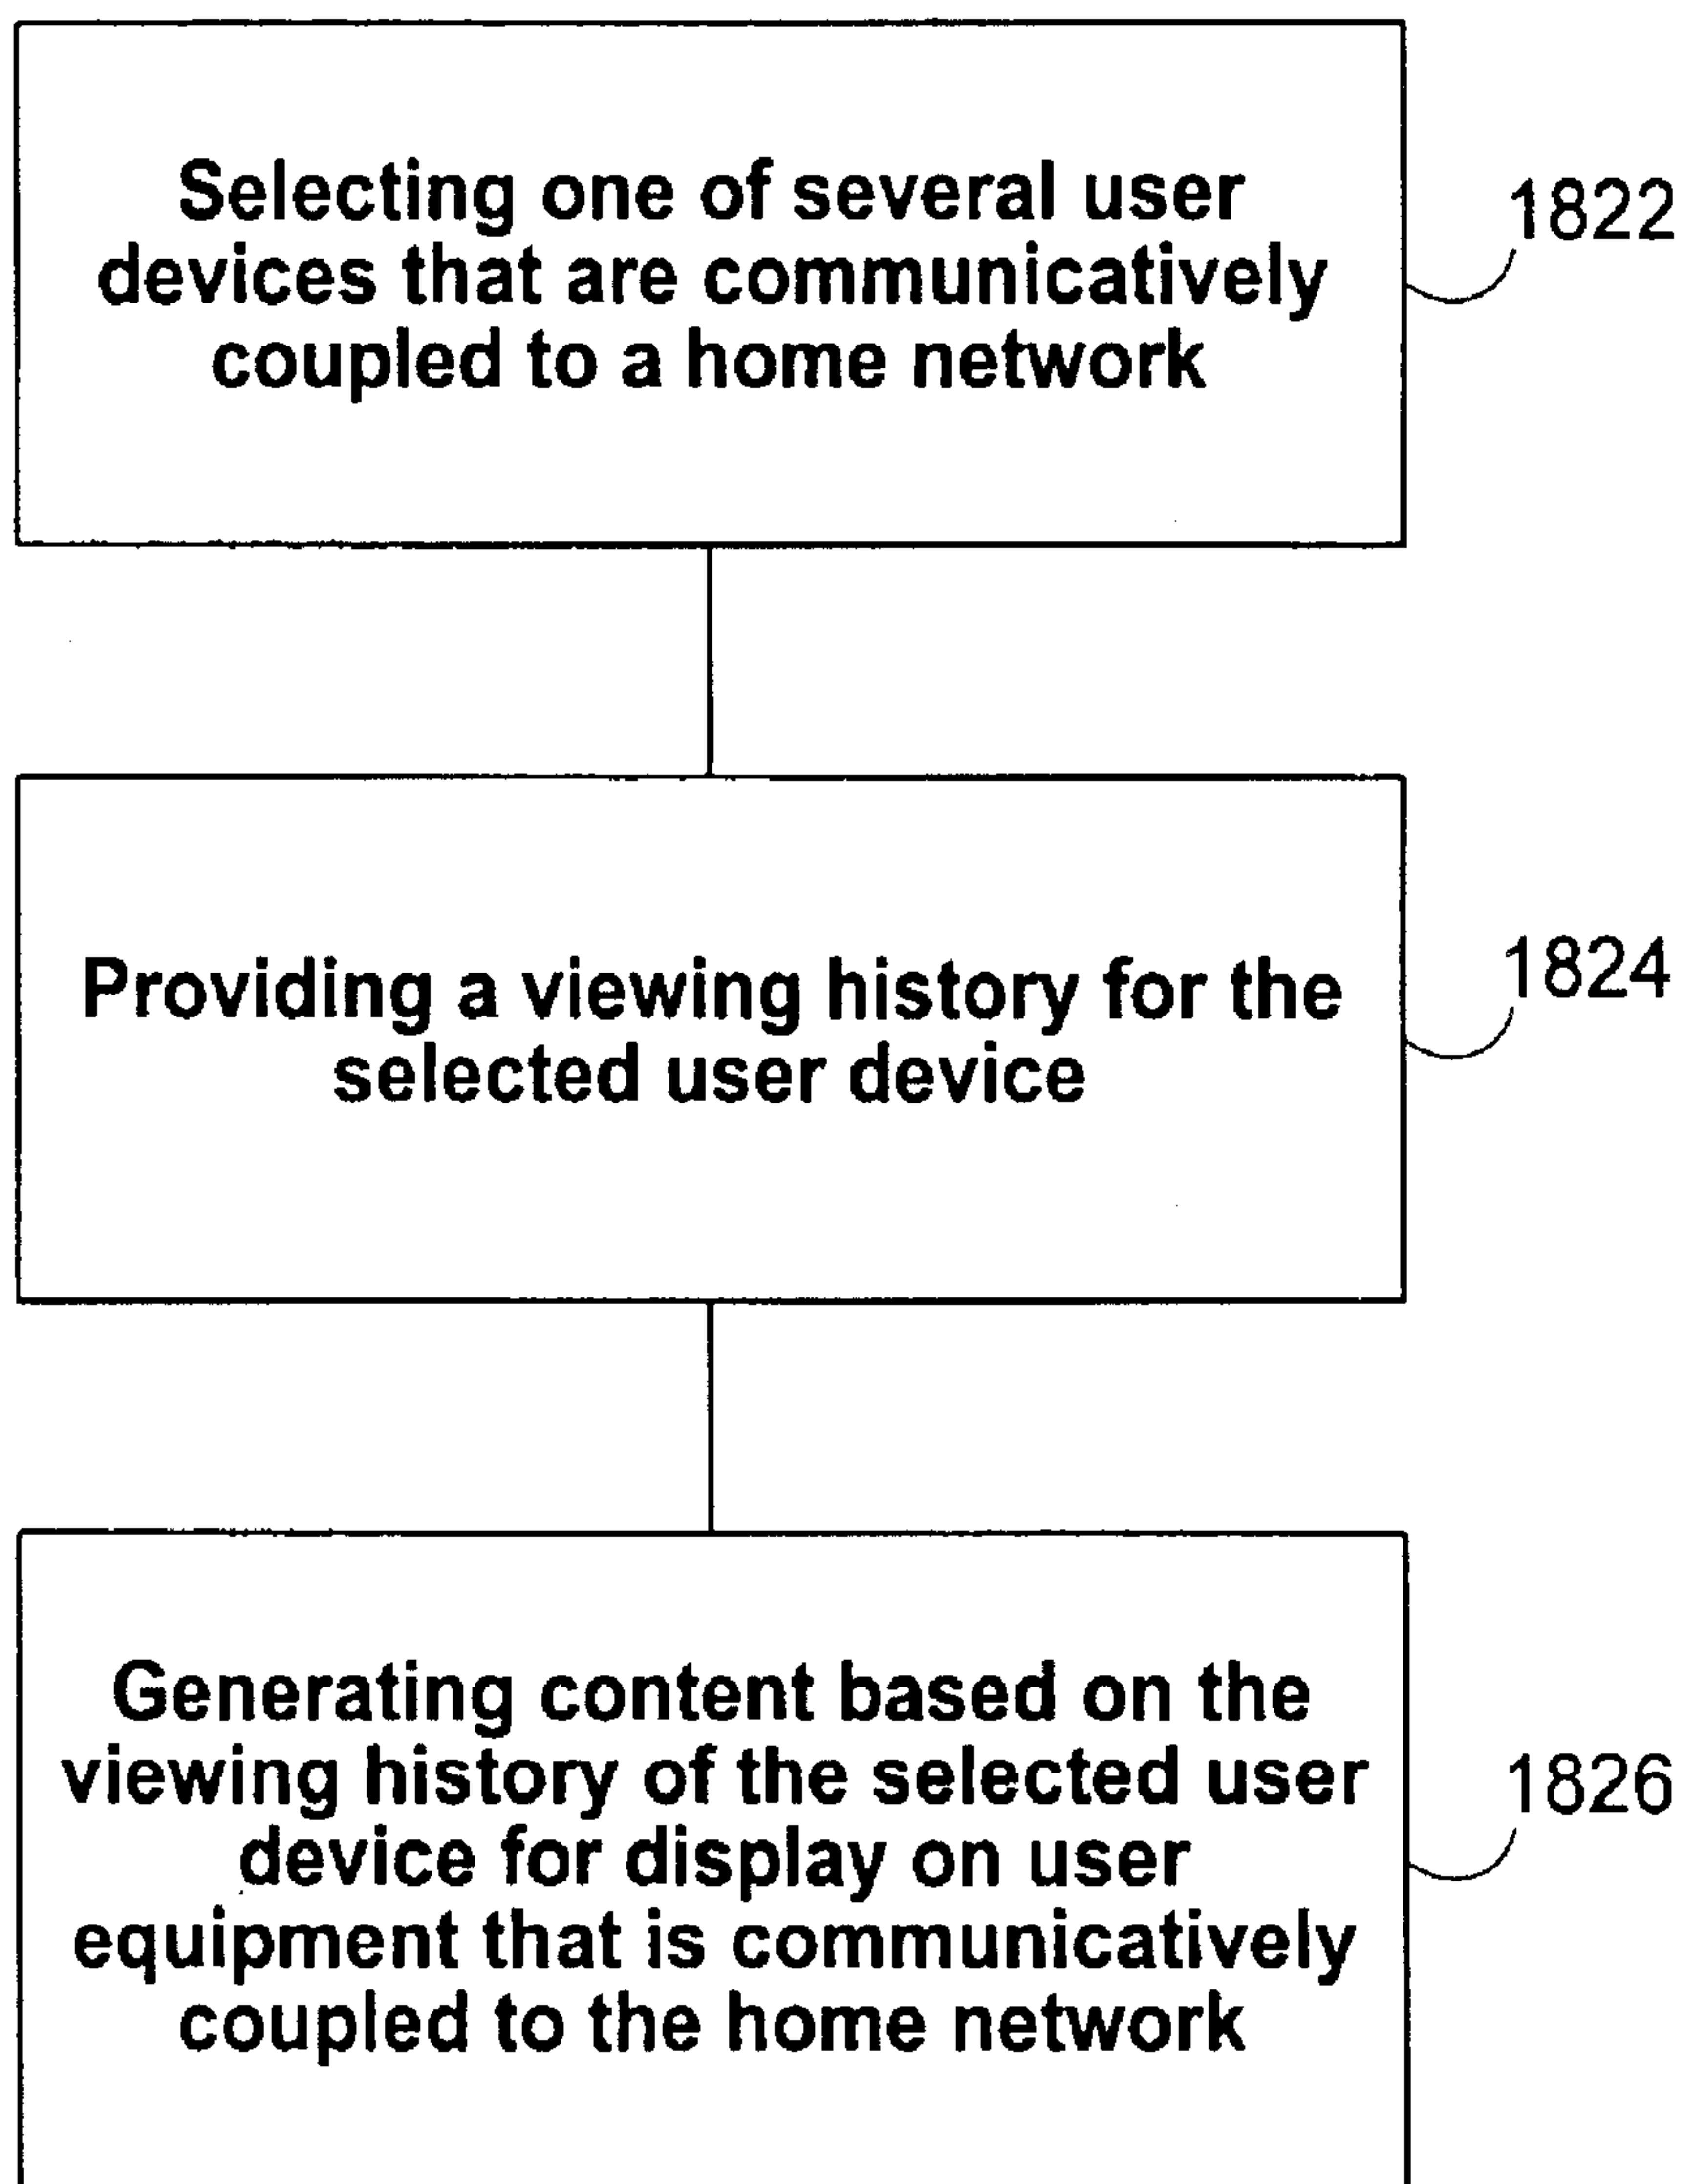 Selecting one of several user
devices that are communicatively
coupled to a home network
1822
Providing a viewing history for the
selected user device
1824
Generating content based on the
viewing history of the selected user
device for display on user
equipment that is communicatively
coupled to the home network
1826